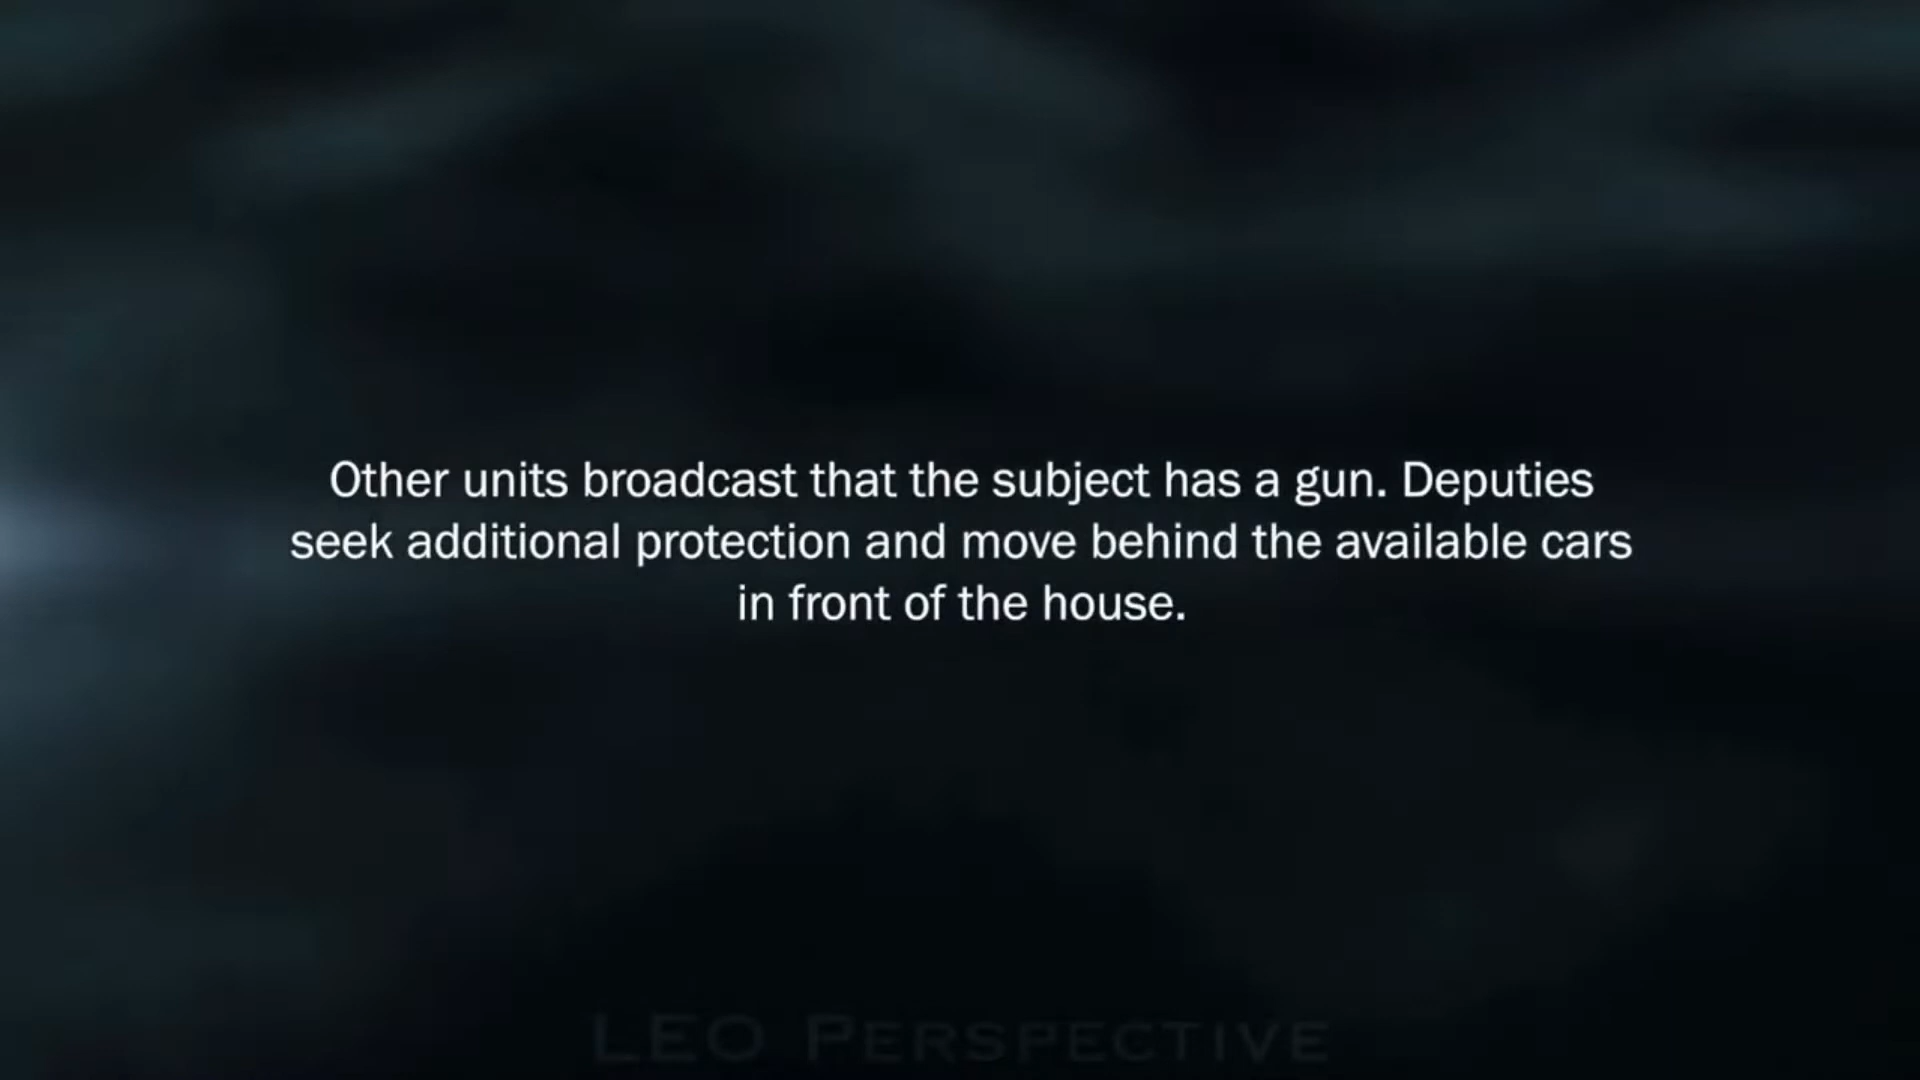 Other units broadcast that the subject has a gun. Deputies
seek additional protection and move behind the available cars
in front of the house.
LEO PERSPECTIVE